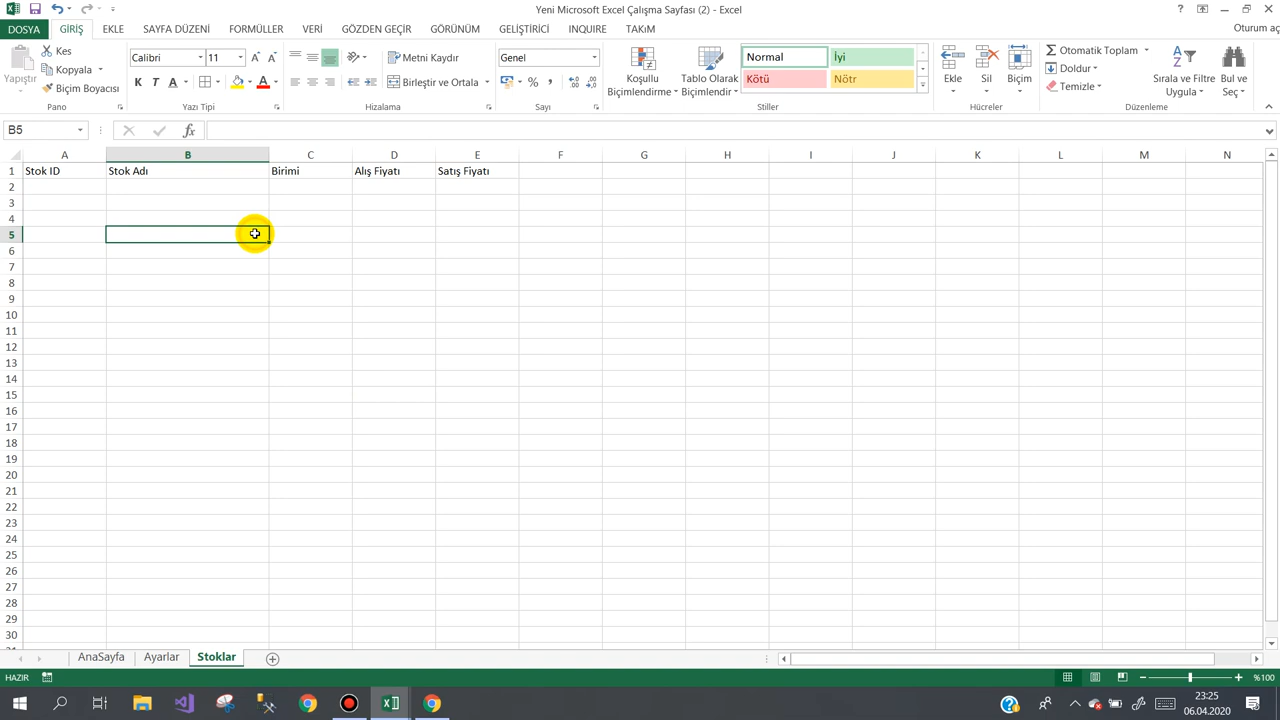 Yeni Microsoft Excel Çalışma Sayfası (2) - Excel
DOSYA GİRİŞ EKLE SAYFA DÜZENİ FORMÜLLER VERİ GÖZDEN GEÇİR GÖRÜNÜM GELİŞTİRİCİ INQUIRE TAKIM Oturum aç
Yapıştır
Kes
Kopyala
Biçim Boyacısı
Pano
Calibri 11
K T A A
Yazı Tipi
Metni Kaydır
Birleştir ve Ortala
Hizalama
Genel
%
Sayı
Koşullu Biçimlendirme
Tablo Olarak Biçimlendir
Normal İyi
Kötü Nötr
Stiller
Ekle Sil Biçim
Hücreler
Otomatik Toplam
Doldur
Temizle
Sırala ve Filtre Uygula
Bul ve Seç
Düzenleme
B5 fx
A B C D E F G H I J K L M N
1 Stok ID Stok Adı Birimi Alış Fiyatı Satış Fiyatı
2
3
4
5
6
7
8
9
10
11
12
13
14
15
16
17
18
19
20
21
22
23
24
25
26
27
28
29
30
AnaSayfa Ayarlar Stoklar
HAZIR %100
23:25
06.04.2020